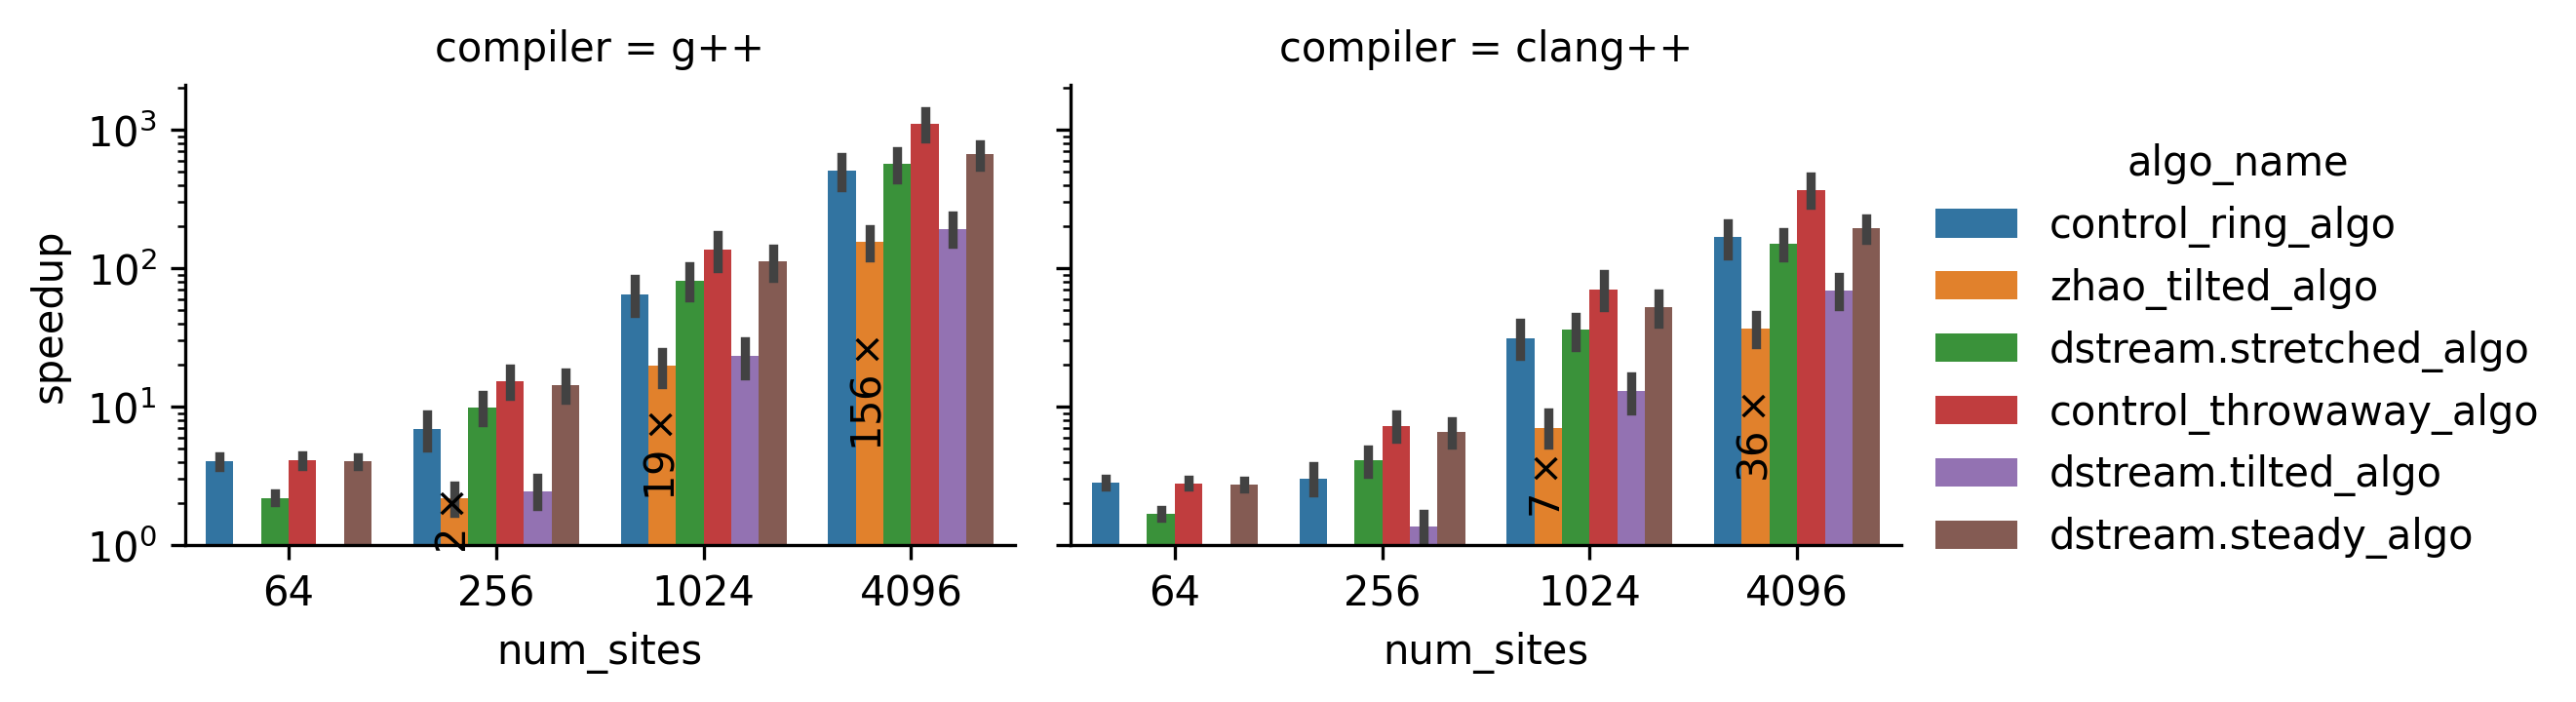 compiler = g++
compiler = clang++
speedup
10³
10²
10¹
10⁰
2 ×
19 ×
156 ×
7 ×
36 ×
64
256
1024
4096
num_sites
64
256
1024
4096
num_sites
algo_name
control_ring_algo
zhao_tilted_algo
dstream.stretched_algo
control_throwaway_algo
dstream.tilted_algo
dstream.steady_algo